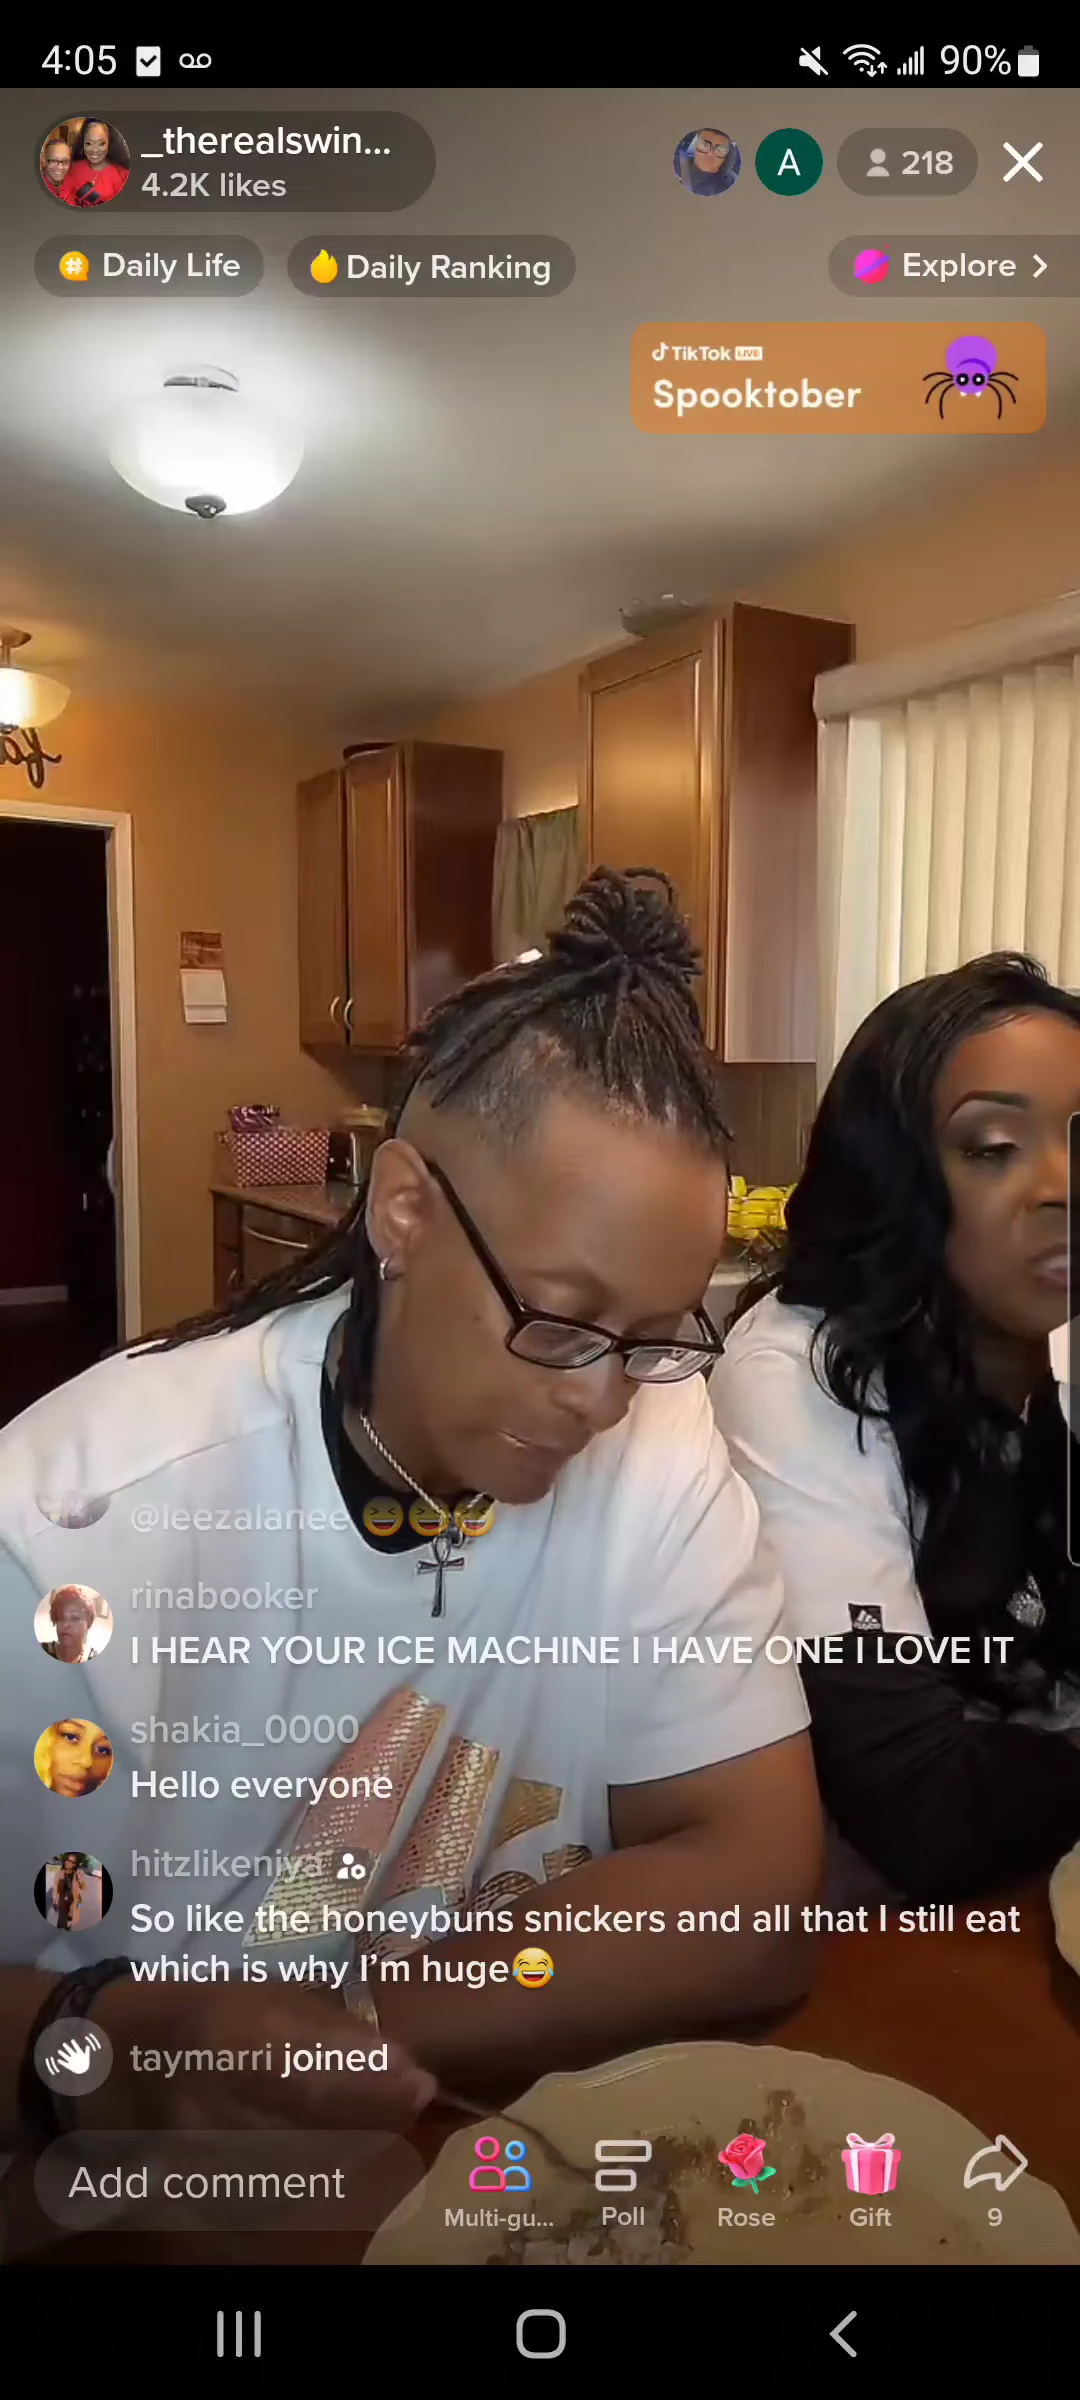 4:05
90%
_therealswin...
4.2K likes
A
218
Daily Life
Daily Ranking
Explore >
TikTok LIVE
Spooktober
@leezalanee 😆😆😆
rinabooker
I HEAR YOUR ICE MACHINE I HAVE ONE I LOVE IT
shakia_0000
Hello everyone
hitzlikeniya
So like the honeybuns snickers and all that I still eat
which is why I'm huge😂
taymarri joined
Add comment
Multi-gu...
Poll
Rose
Gift
9